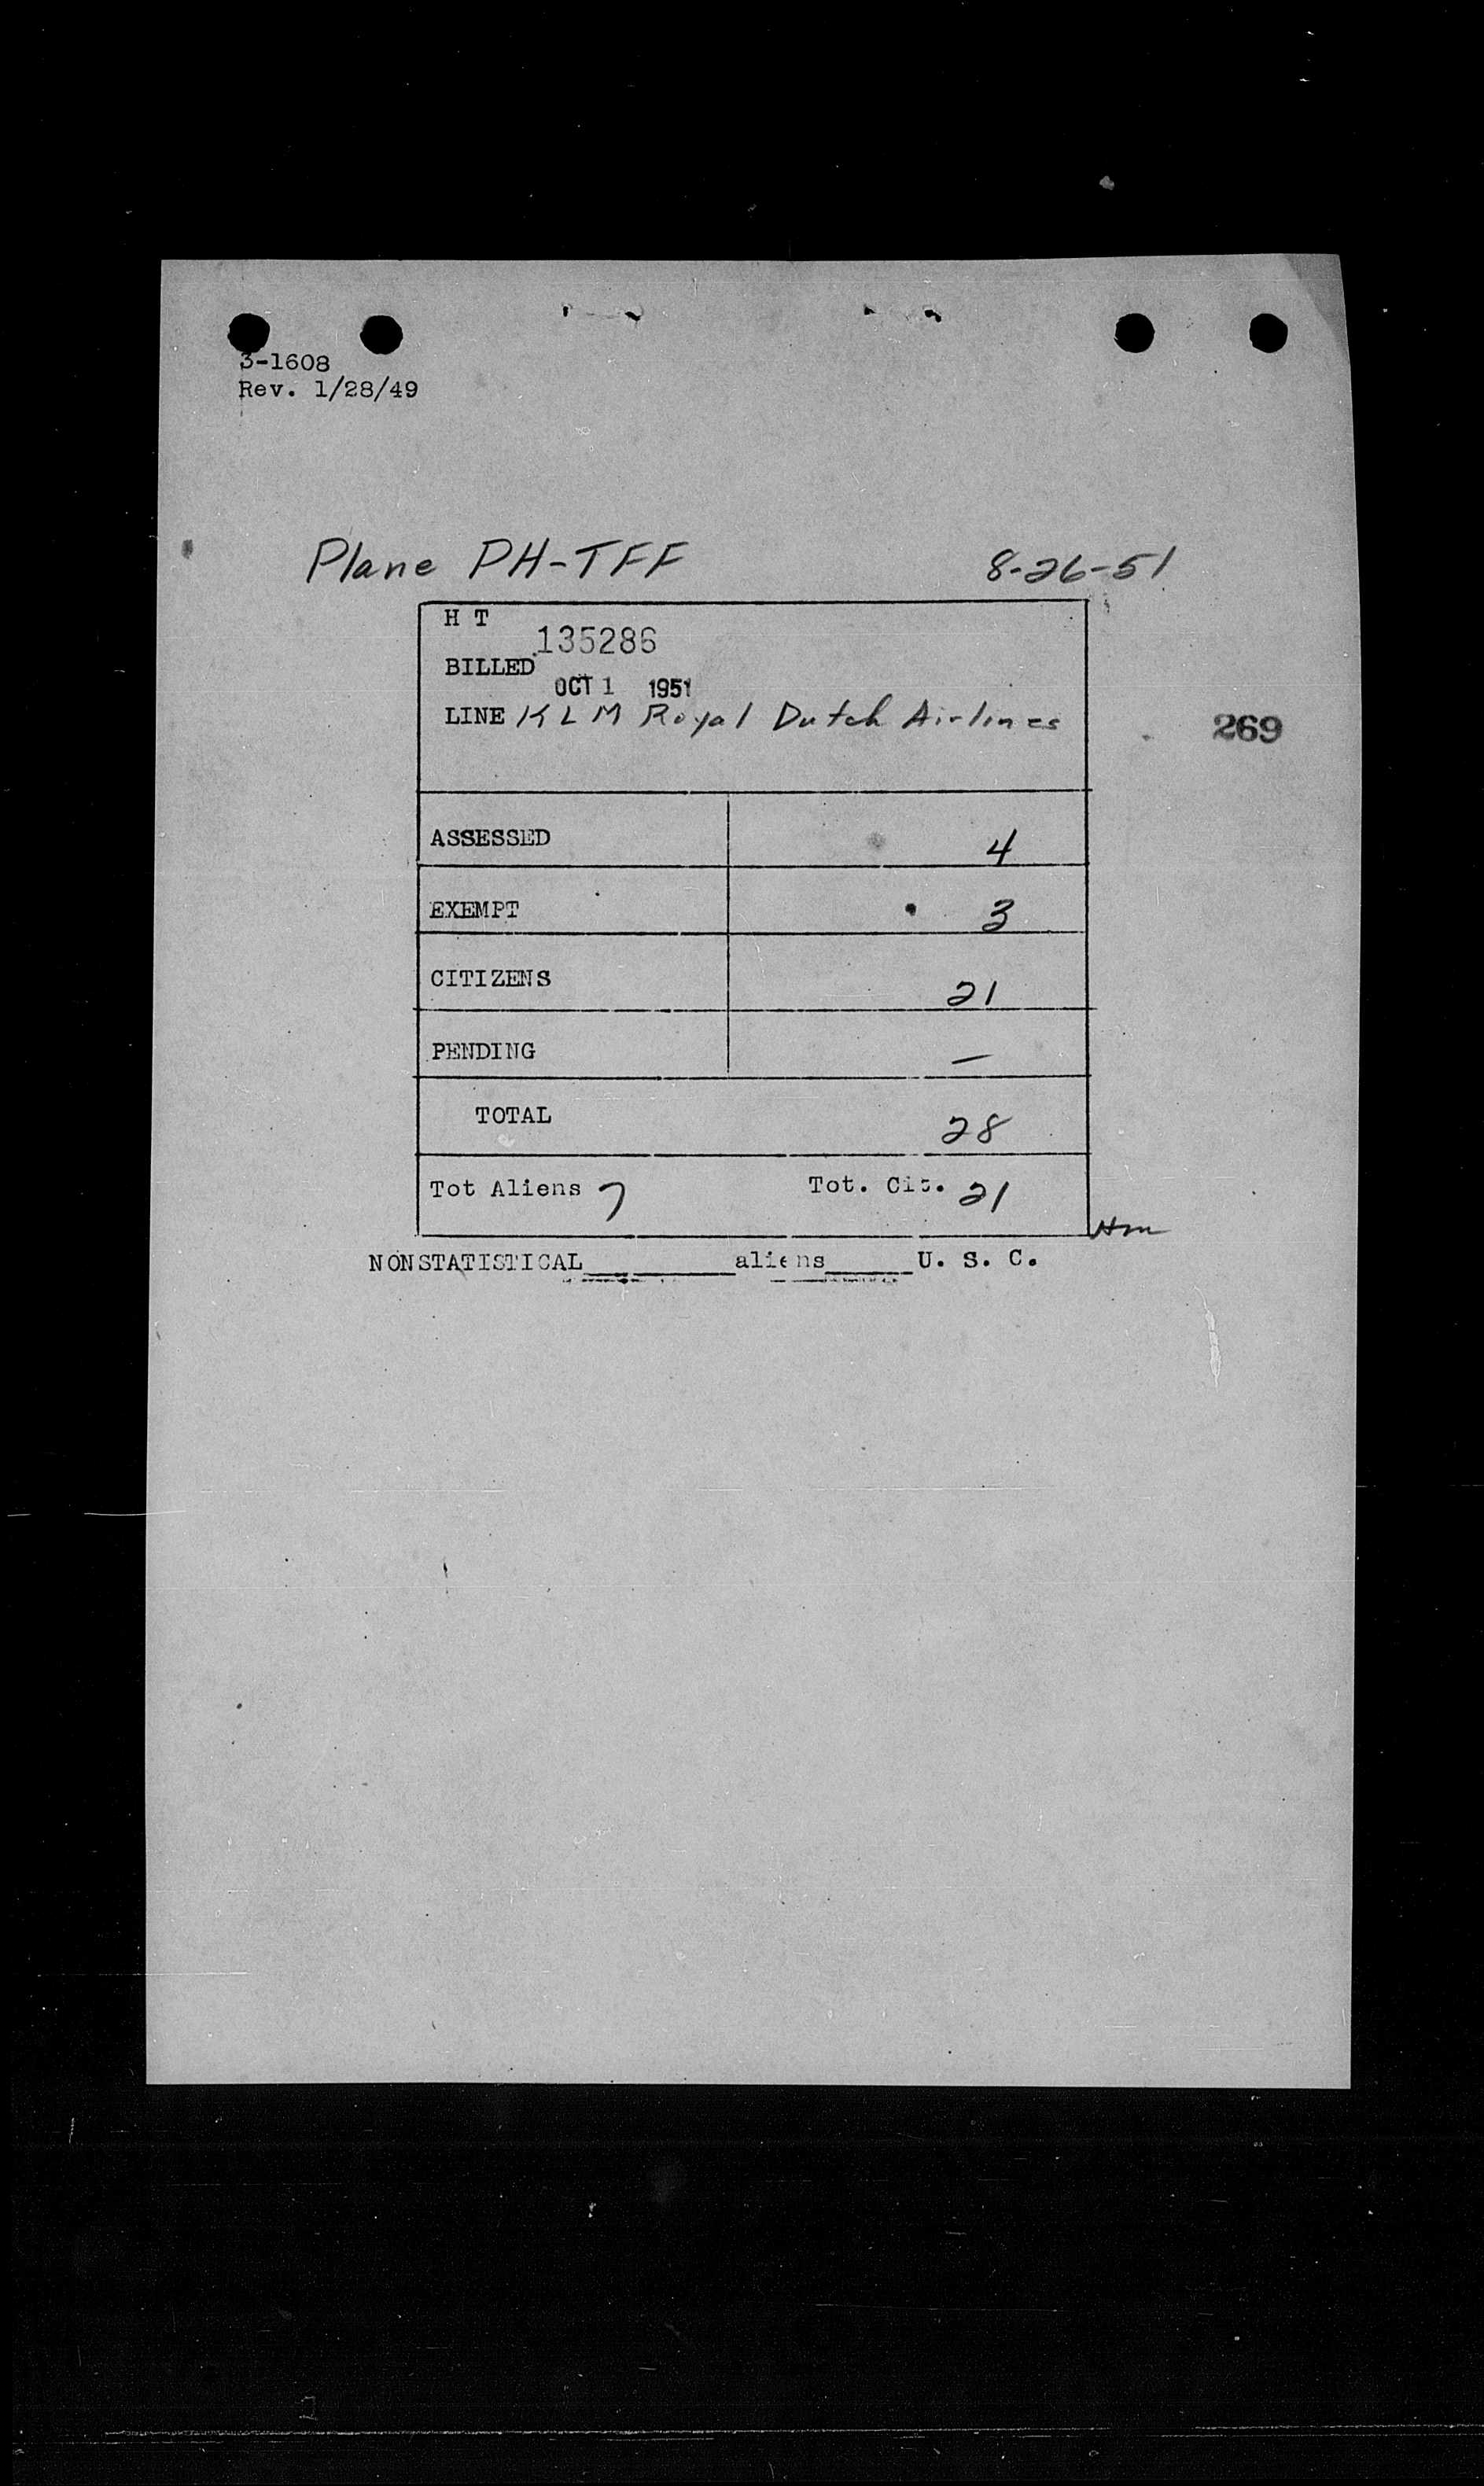 3-1608
Rev. 1/28/49
Plane PH-TFF 8-26-51
H T
135286
BILLED
OCT 1 1951
LINE KLM Royal Dutch Airlines
269
ASSESSED 4
EXEMPT 3
CITIZENS 21
PENDING —
TOTAL 28
Tot Aliens 7 Tot. Cit. 21
NONSTATISTICAL______aliens______U. S. C.